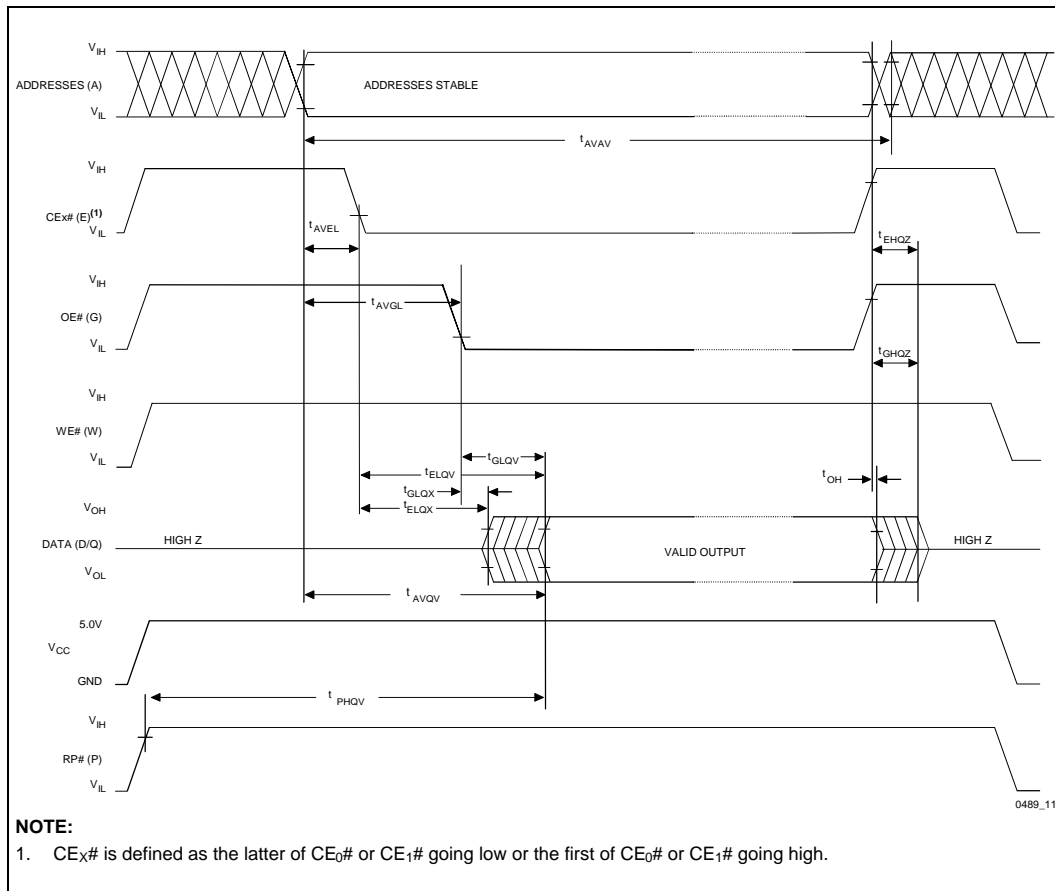 V_IH
ADDRESSES (A)
ADDRESSES STABLE
V_IL
t_AVAV
V_IH
CEx# (E)(1)
V_IL
t_AVEL
t_EHQZ
V_IH
t_AVGL
OE# (G)
V_IL
t_GHQZ
V_IH
WE# (W)
V_IL
t_GLQV
t_ELQV
t_OH
t_GLQX
t_ELQX
V_OH
HIGH Z
DATA (D/Q)
VALID OUTPUT
HIGH Z
V_OL
t_AVQV
5.0V
V_CC
GND
t_PHQV
V_IH
RP# (P)
V_IL
0489_11
NOTE:
1. CE_X# is defined as the latter of CE_0# or CE_1# going low or the first of CE_0# or CE_1# going high.